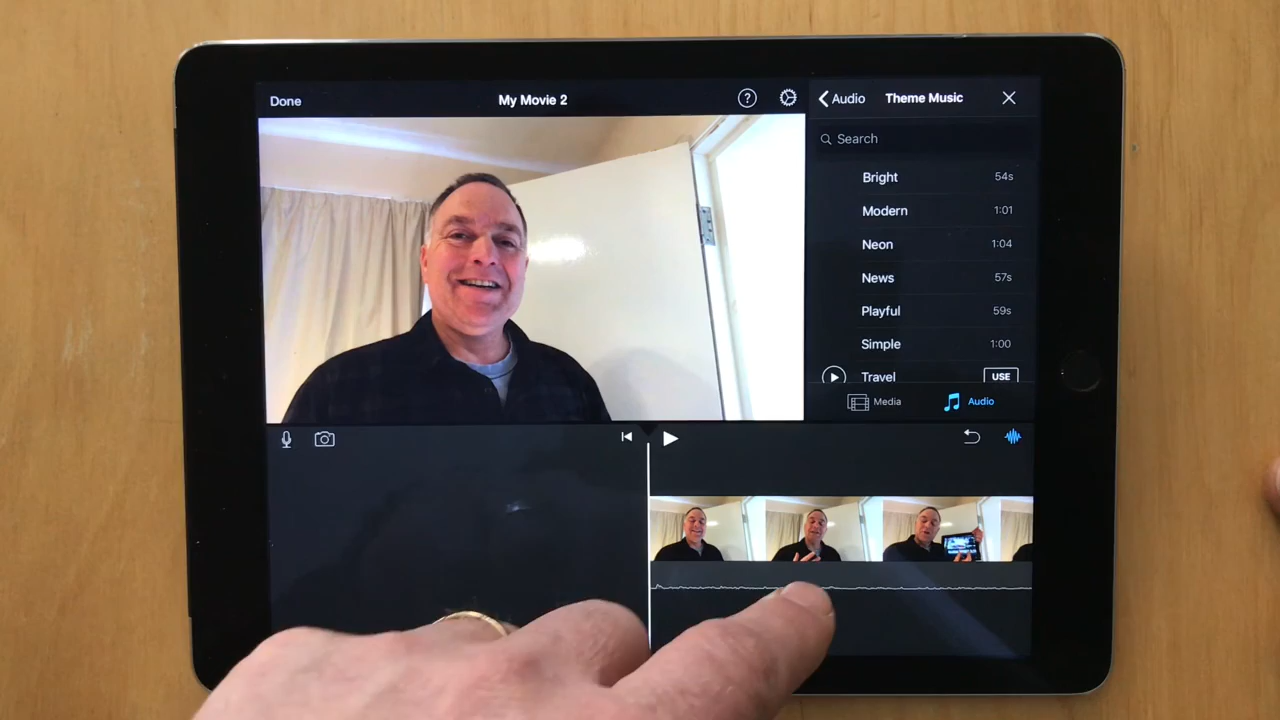 Done
My Movie 2
?
Audio
Theme Music
Search
Bright 54s
Modern 1:01
Neon 1:04
News 57s
Playful 59s
Simple 1:00
Travel USE
Media
Audio